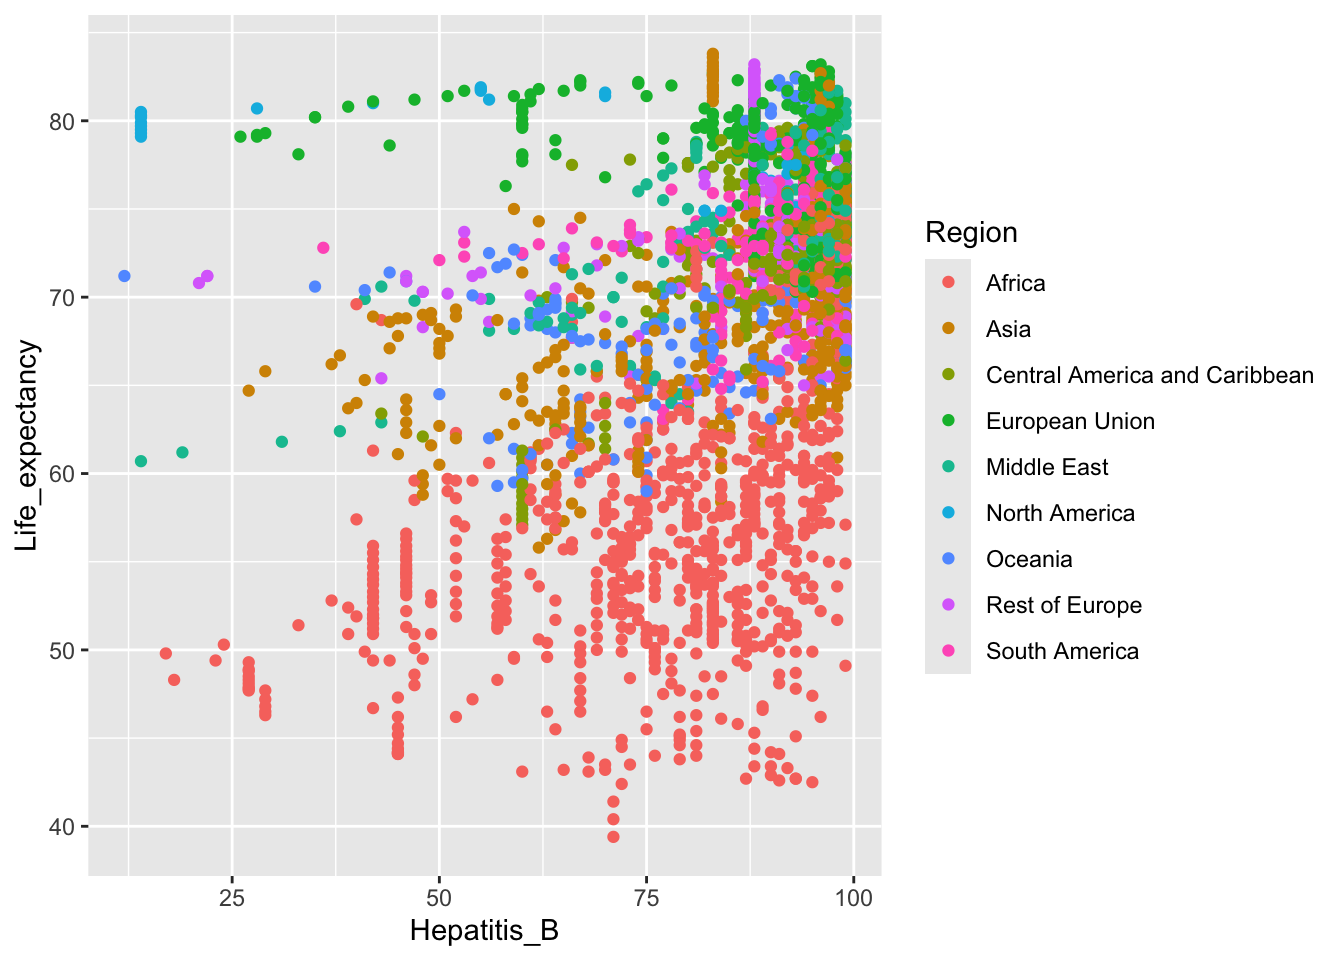 80
70
60
50
40
Life_expectancy
25
50
75
100
Hepatitis_B
Region
Africa
Asia
Central America and Caribbean
European Union
Middle East
North America
Oceania
Rest of Europe
South America